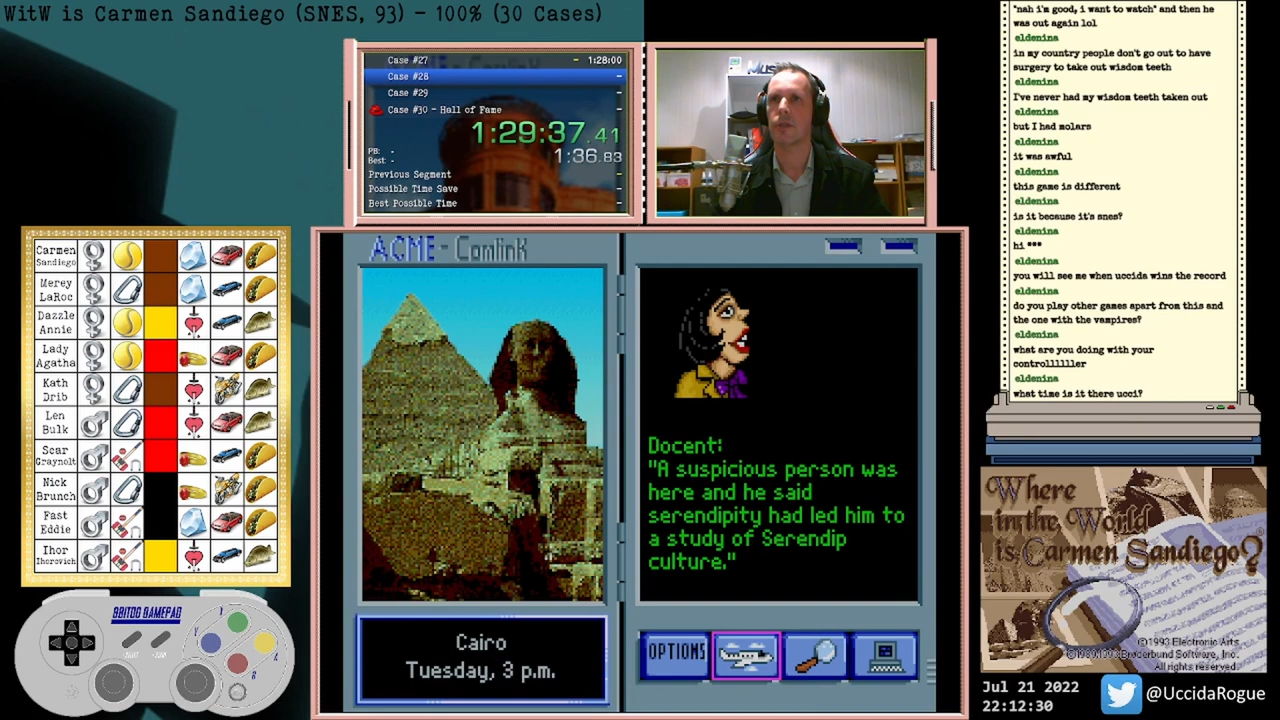 WitW is Carmen Sandiego (SNES, 93) - 100% (30 Cases)
Case #27 - 1:28:00
Case #28 -
Case #29 -
Case #30 - Hall of Fame -
1:29:37.41
1:36.83
PB: -
Best: -
Previous Segment -
Possible Time Save -
Best Possible Time -
"nah i'm good, i want to watch" and then he
was out again lol
eldenina
in my country people don't go out to have
surgery to take out wisdom teeth
eldenina
I've never had my wisdom teeth taken out
eldenina
but I had molars
eldenina
it was awful
eldenina
this game is different
eldenina
is it because it's snes?
eldenina
hi ***
eldenina
you will see me when uccida wins the record
eldenina
do you play other games apart from this and
the one with the vampires?
eldenina
what are you doing with your
controllllller
eldenina
what time is it there ucci?
Carmen
Sandiego
Merey
LaRoc
Dazzle
Annie
Lady
Agatha
Kath
Drib
Len
Bulk
Scar
Graynolt
Nick
Brunch
Fast
Eddie
Thor
Thorovich
ACME - Comlink
Docent:
"A suspicious person was
here and he said
serendipity had led him to
a study of Serendip
culture."
Cairo
Tuesday, 3 p.m.
OPTIONS
8BITDO GAMEPAD
Where
in the World
is Carmen Sandiego?
All rights reserved.
Jul 21 2022
22:12:30
@UccidaRogue